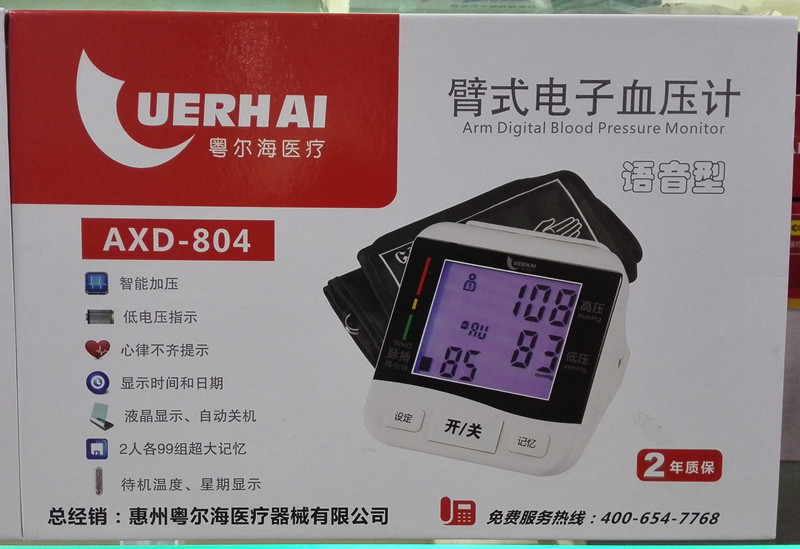 UERHAI
粤尔海医疗
臂式电子血压计
Arm Digital Blood Pressure Monitor
语音型
AXD-804
智能加压
低电压指示
心律不齐提示
显示时间和日期
液晶显示、自动关机
2人各99组超大记忆
待机温度、星期显示
UERHAI
108
高压
mmHg
83
低压
mmHg
WHO
脉搏
85
设定
开/关
记忆
2年质保
总经销：惠州粤尔海医疗器械有限公司
免费服务热线：400-654-7768